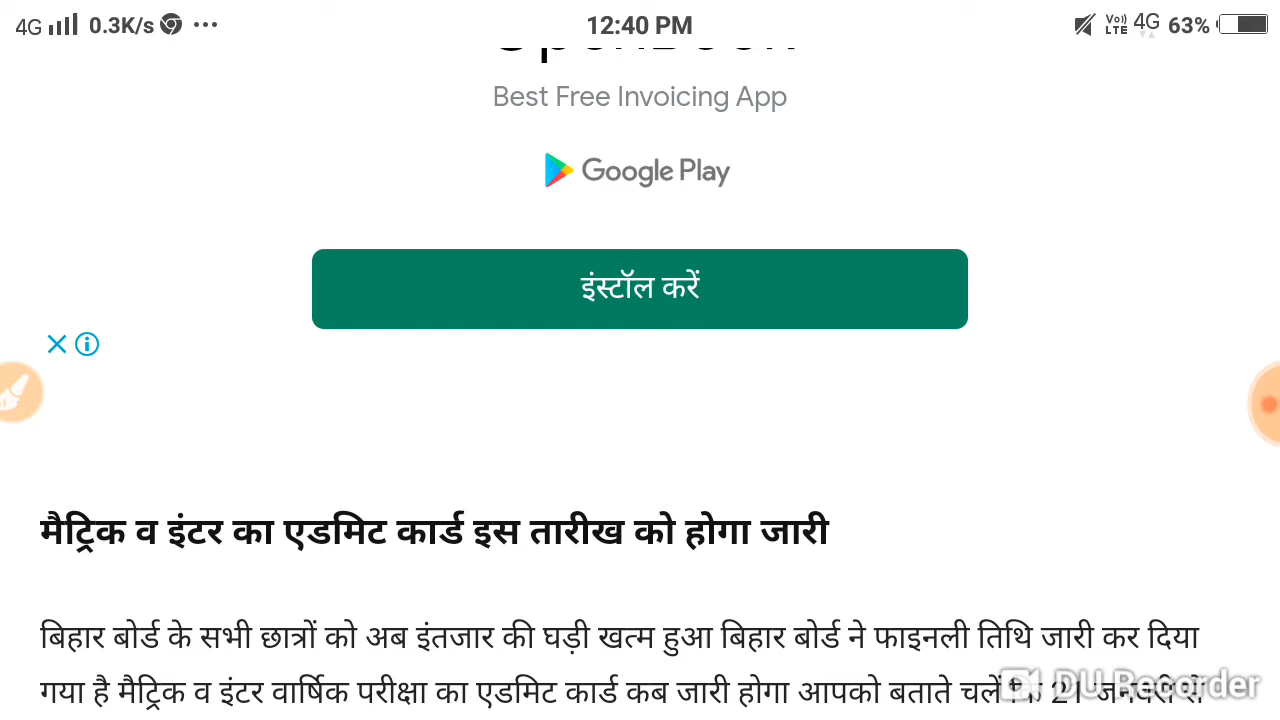 4G 0.3K/s 12:40 PM Vo)) LTE 4G 63%
Best Free Invoicing App
Google Play
इंस्टॉल करें
मैट्रिक व इंटर का एडमिट कार्ड इस तारीख को होगा जारी
बिहार बोर्ड के सभी छात्रों को अब इंतजार की घड़ी खत्म हुआ बिहार बोर्ड ने फाइनली तिथि जारी कर दिया
गया है मैट्रिक व इंटर वार्षिक परीक्षा का एडमिट कार्ड कब जारी होगा आपको बताते चलें 21
DU Recorder